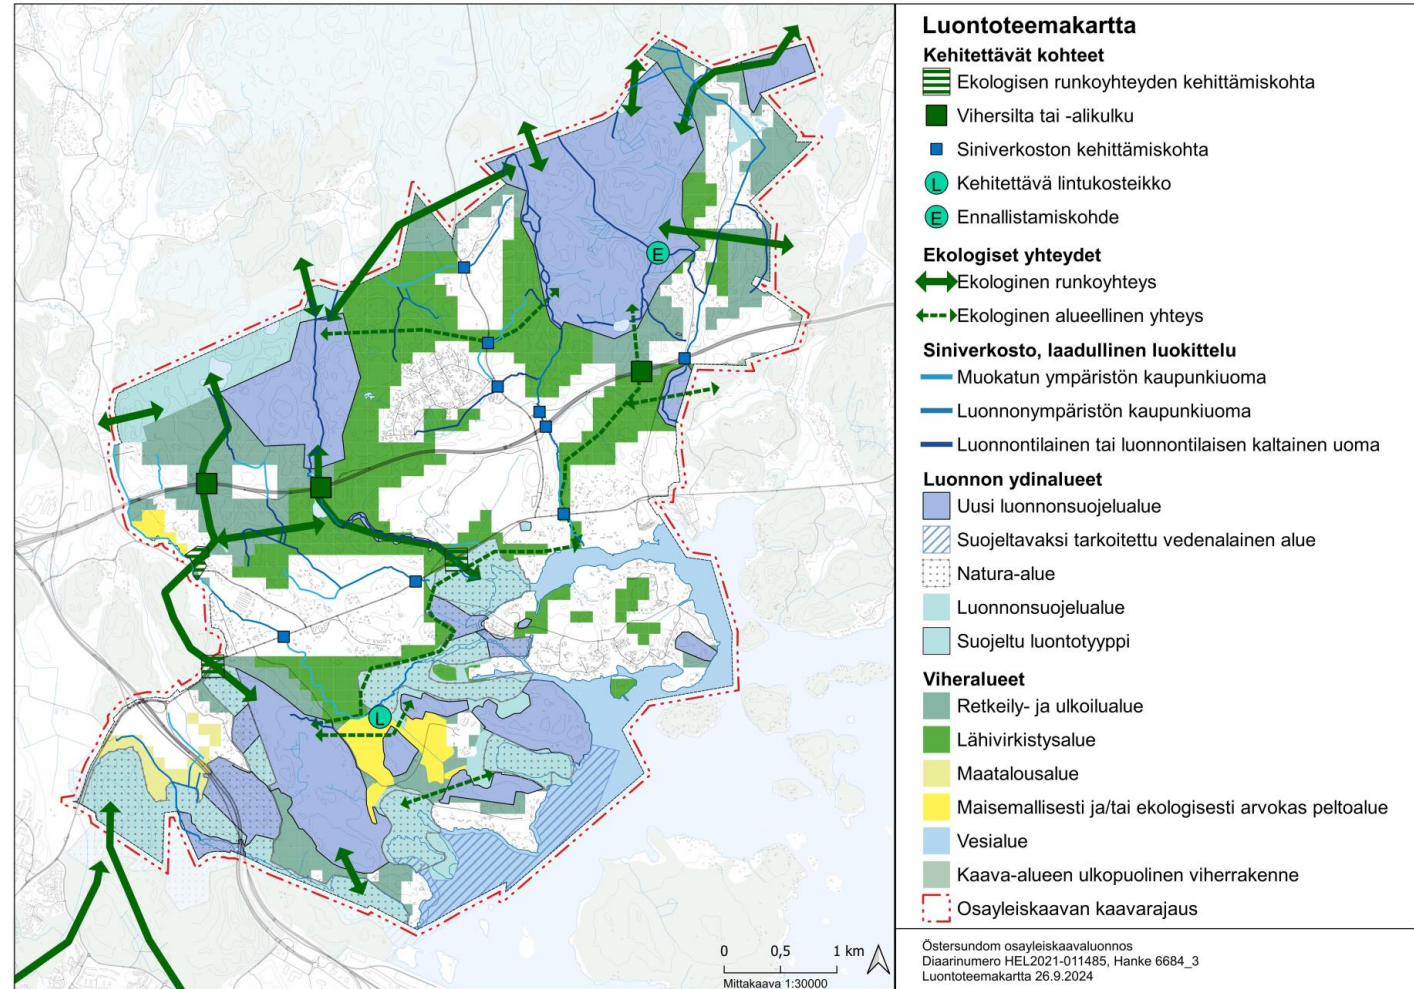 Luontoteemakartta
Kehitettävät kohteet
Ekologisen runkoyhteyden kehittämiskohta
Vihersilta tai -alikulku
Siniverkoston kehittämiskohta
L Kehitettävä lintukosteikko
E Ennallistamiskohde
Ekologiset yhteydet
Ekologinen runkoyhteys
Ekologinen alueellinen yhteys
Siniverkosto, laadullinen luokittelu
Muokatun ympäristön kaupunkiuoma
Luonnonympäristön kaupunkiuoma
Luonnontilainen tai luonnontilaisen kaltainen uoma
Luonnon ydinalueet
Uusi luonnonsuojelualue
Suojeltavaksi tarkoitettu vedenalainen alue
Natura-alue
Luonnonsuojelualue
Suojeltu luontotyyppi
Viheralueet
Retkeily- ja ulkoilualue
Lähivirkistysalue
Maatalousalue
Maisemallisesti ja/tai ekologisesti arvokas peltoalue
Vesialue
Kaava-alueen ulkopuolinen viherrakenne
Osayleiskaavan kaavarajaus
Östersundom osayleiskaavaluonnos
Diaarinumero HEL2021-011485, Hanke 6684_3
Luontoteemakartta 26.9.2024
E
L
0 0,5 1 km
Mittakaava 1:30000